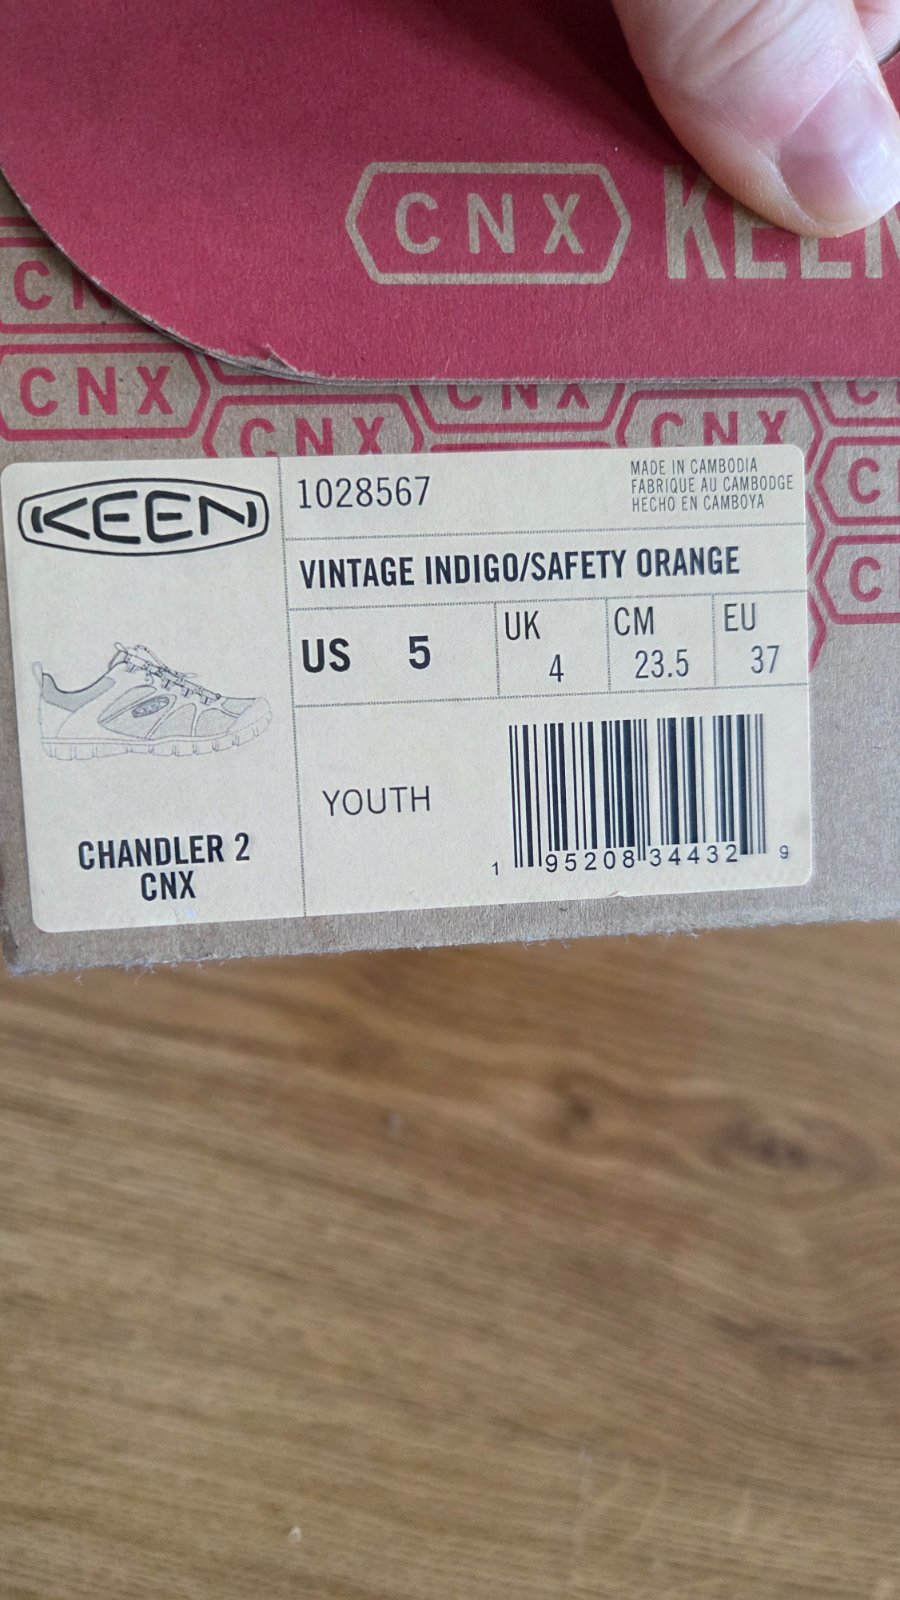 CNX KEEN
CN
CNX
CNX
CNX
CNX
C
C
C
KEEN
1028567
MADE IN CAMBODIA
FABRIQUE AU CAMBODGE
HECHO EN CAMBOYA
VINTAGE INDIGO/SAFETY ORANGE
US 5
UK 4
CM 23.5
EU 37
YOUTH
CHANDLER 2
CNX
1 95208 34432 9